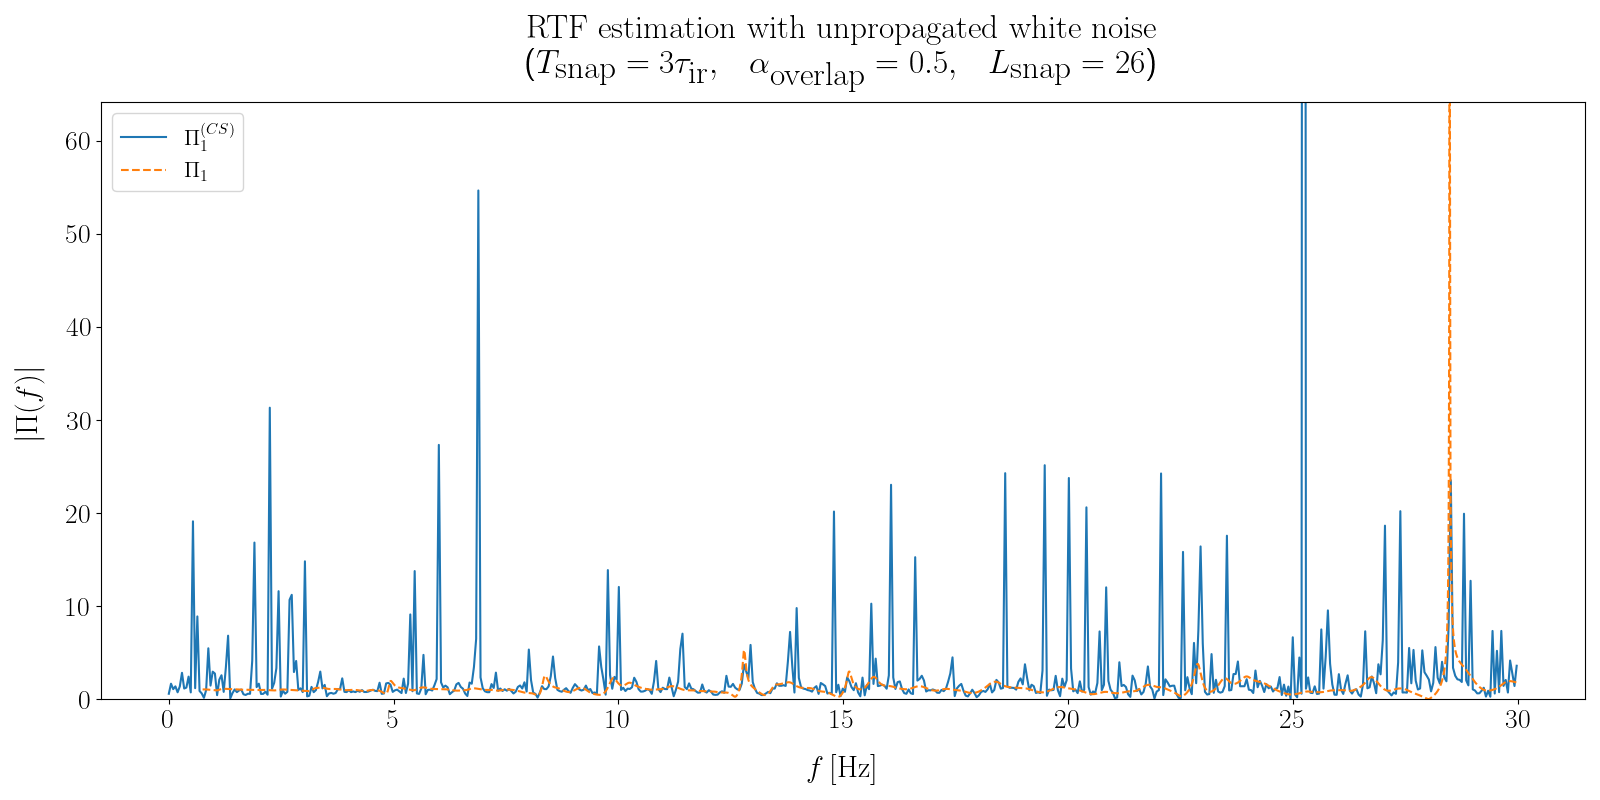 RTF estimation with unpropagated white noise
(T_snap = 3τ_ir, α_overlap = 0.5, L_snap = 26)
Π_1^(CS)
Π_1
|Π(f)|
60
50
40
30
20
10
0
0 5 10 15 20 25 30
f [Hz]